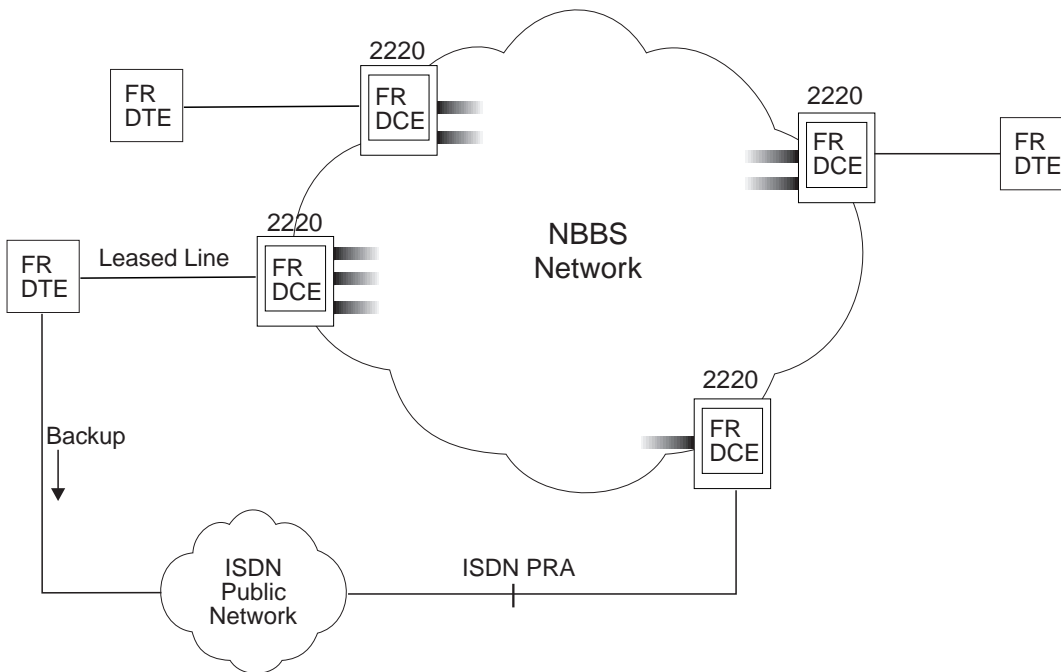 2220
FR
DTE
FR
DCE
2220
FR
DCE
FR
DTE
2220
FR
DTE
Leased Line
FR
DCE
NBBS
Network
2220
FR
DCE
Backup
ISDN
Public
Network
ISDN PRA